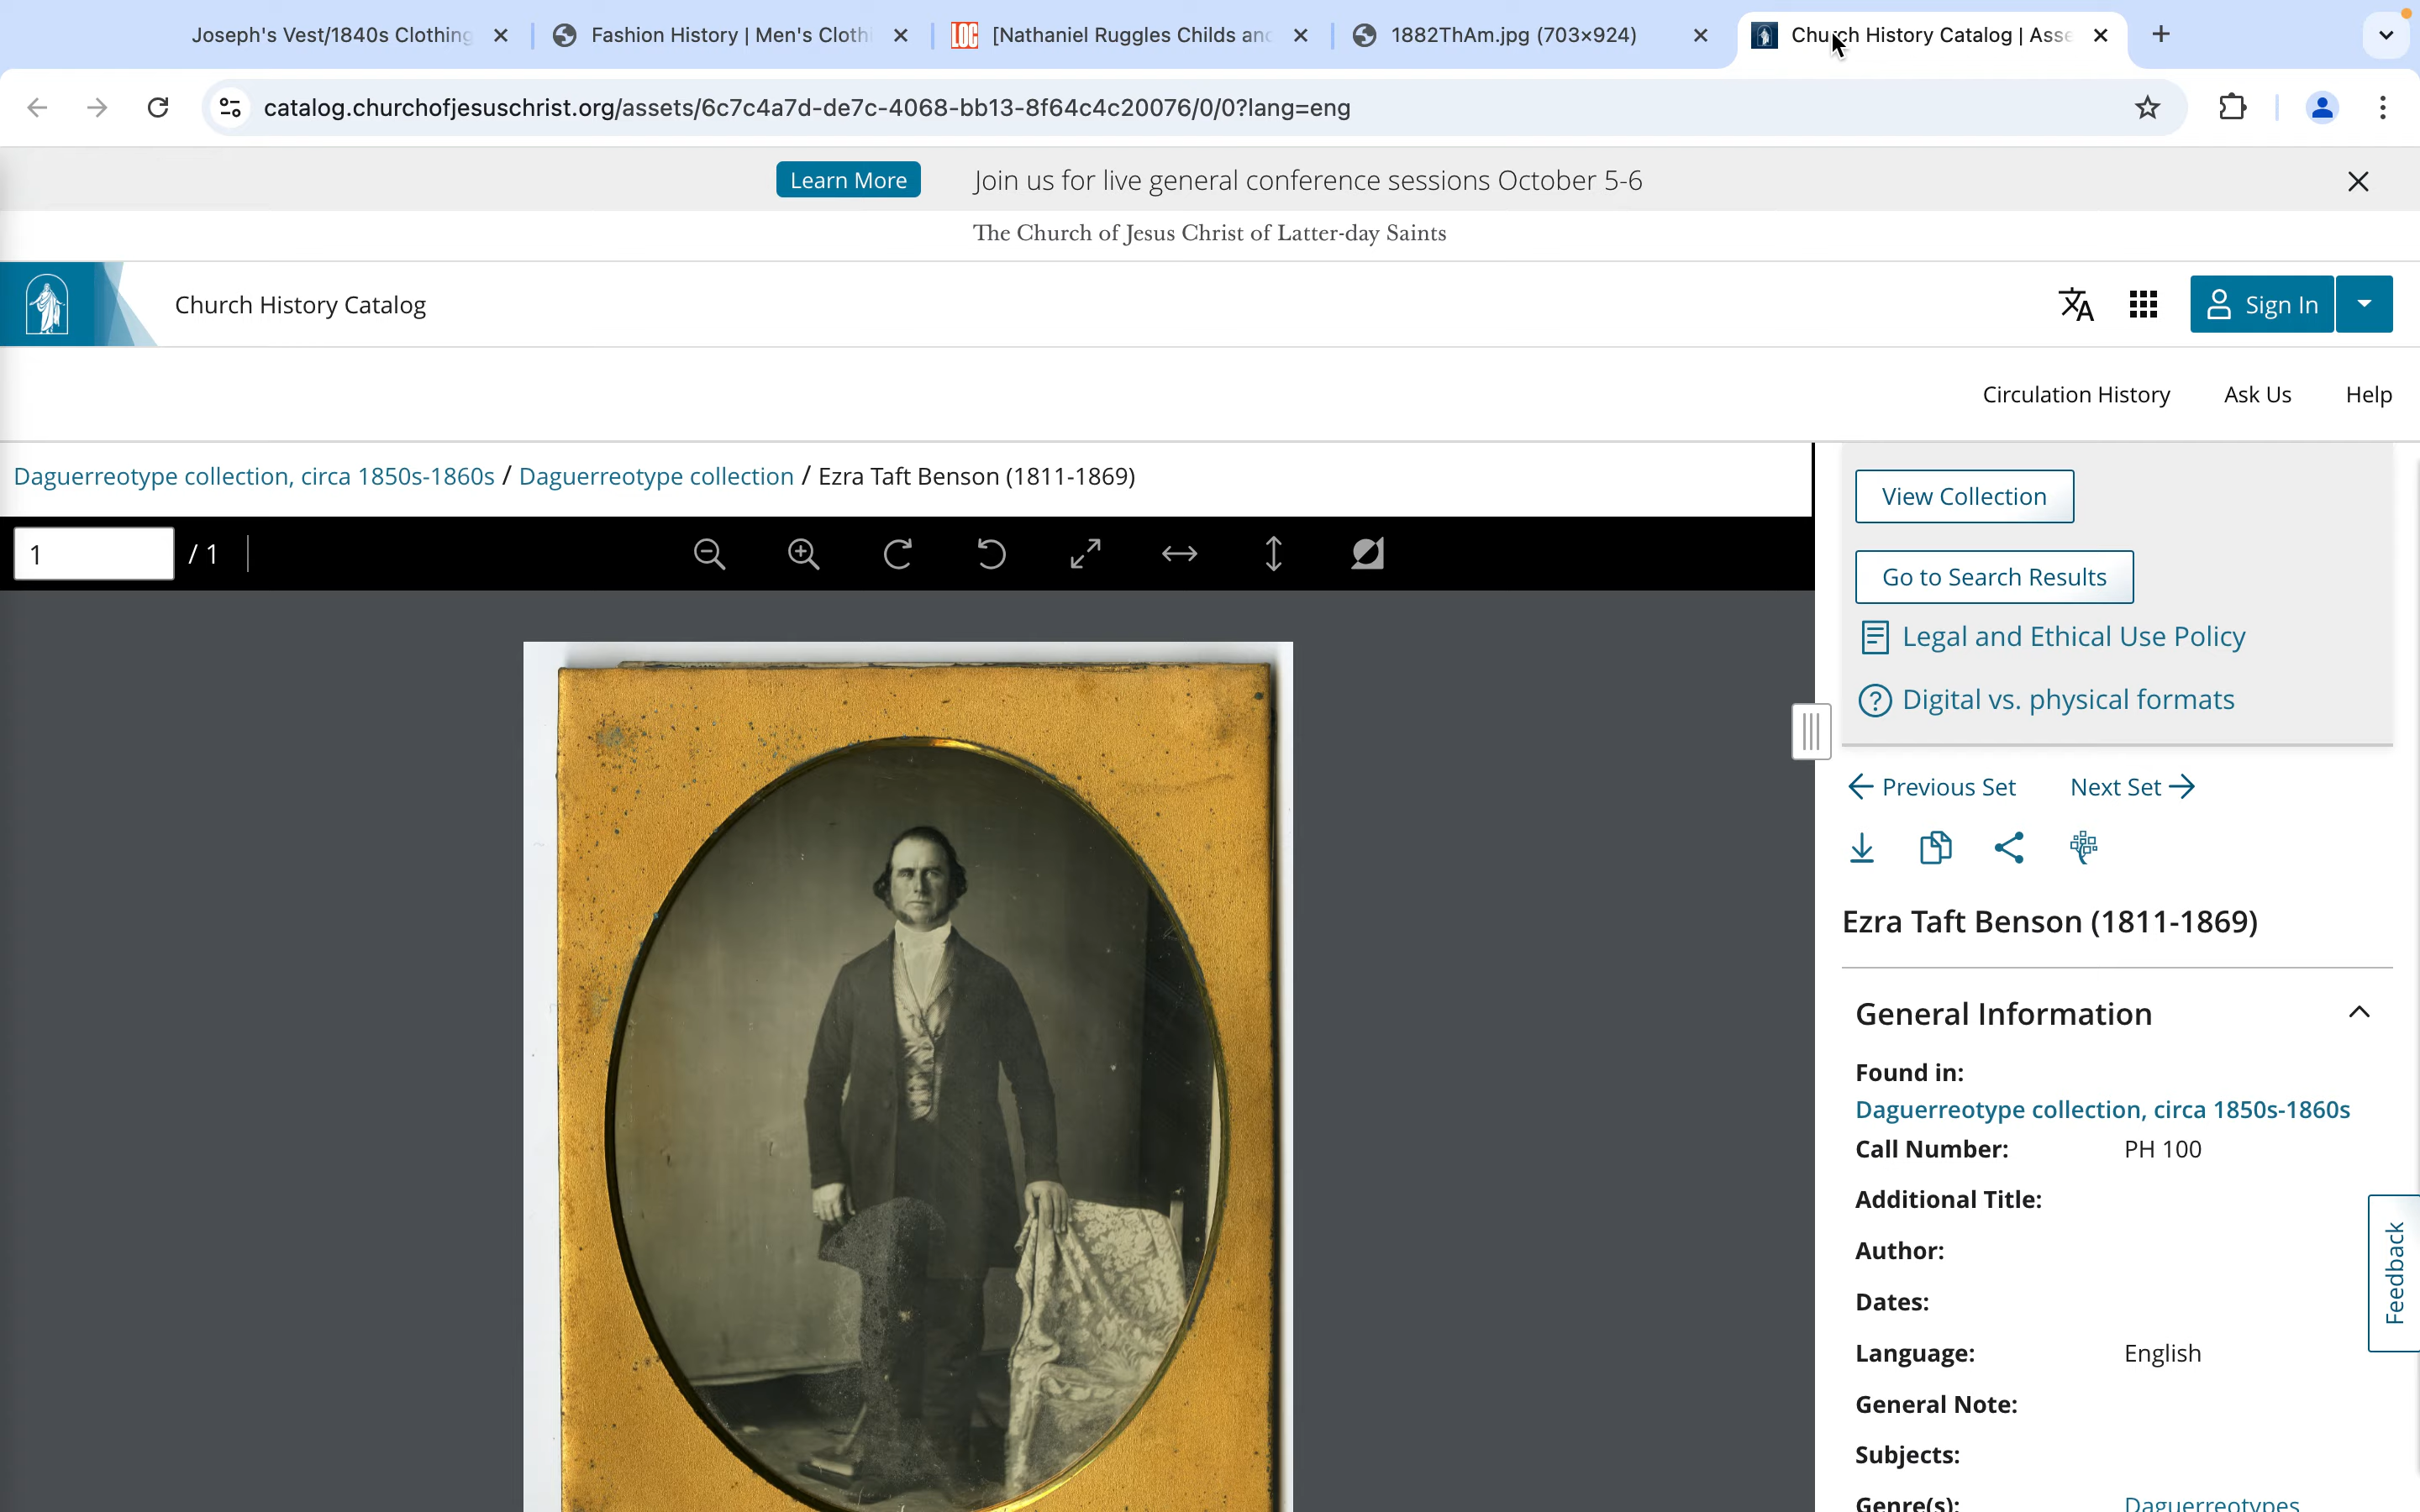 Joseph's Vest/1840s Clothing
Fashion History | Men's Clothi
LOC
[Nathaniel Ruggles Childs and
1882ThAm.jpg (703×924)
Church History Catalog | Asse
catalog.churchofjesuschrist.org/assets/6c7c4a7d-de7c-4068-bb13-8f64c4c20076/0/0?lang=eng
Learn More
Join us for live general conference sessions October 5-6
The Church of Jesus Christ of Latter-day Saints
Church History Catalog
Sign In
Circulation History
Ask Us
Help
Daguerreotype collection, circa 1850s-1860s / Daguerreotype collection / Ezra Taft Benson (1811-1869)
1 / 1
View Collection
Go to Search Results
Legal and Ethical Use Policy
Digital vs. physical formats
Previous Set
Next Set
Ezra Taft Benson (1811-1869)
General Information
Found in:
Daguerreotype collection, circa 1850s-1860s
Call Number: PH 100
Additional Title:
Author:
Dates:
Language: English
General Note:
Subjects:
Genre(s): Daguerreotypes
Feedback